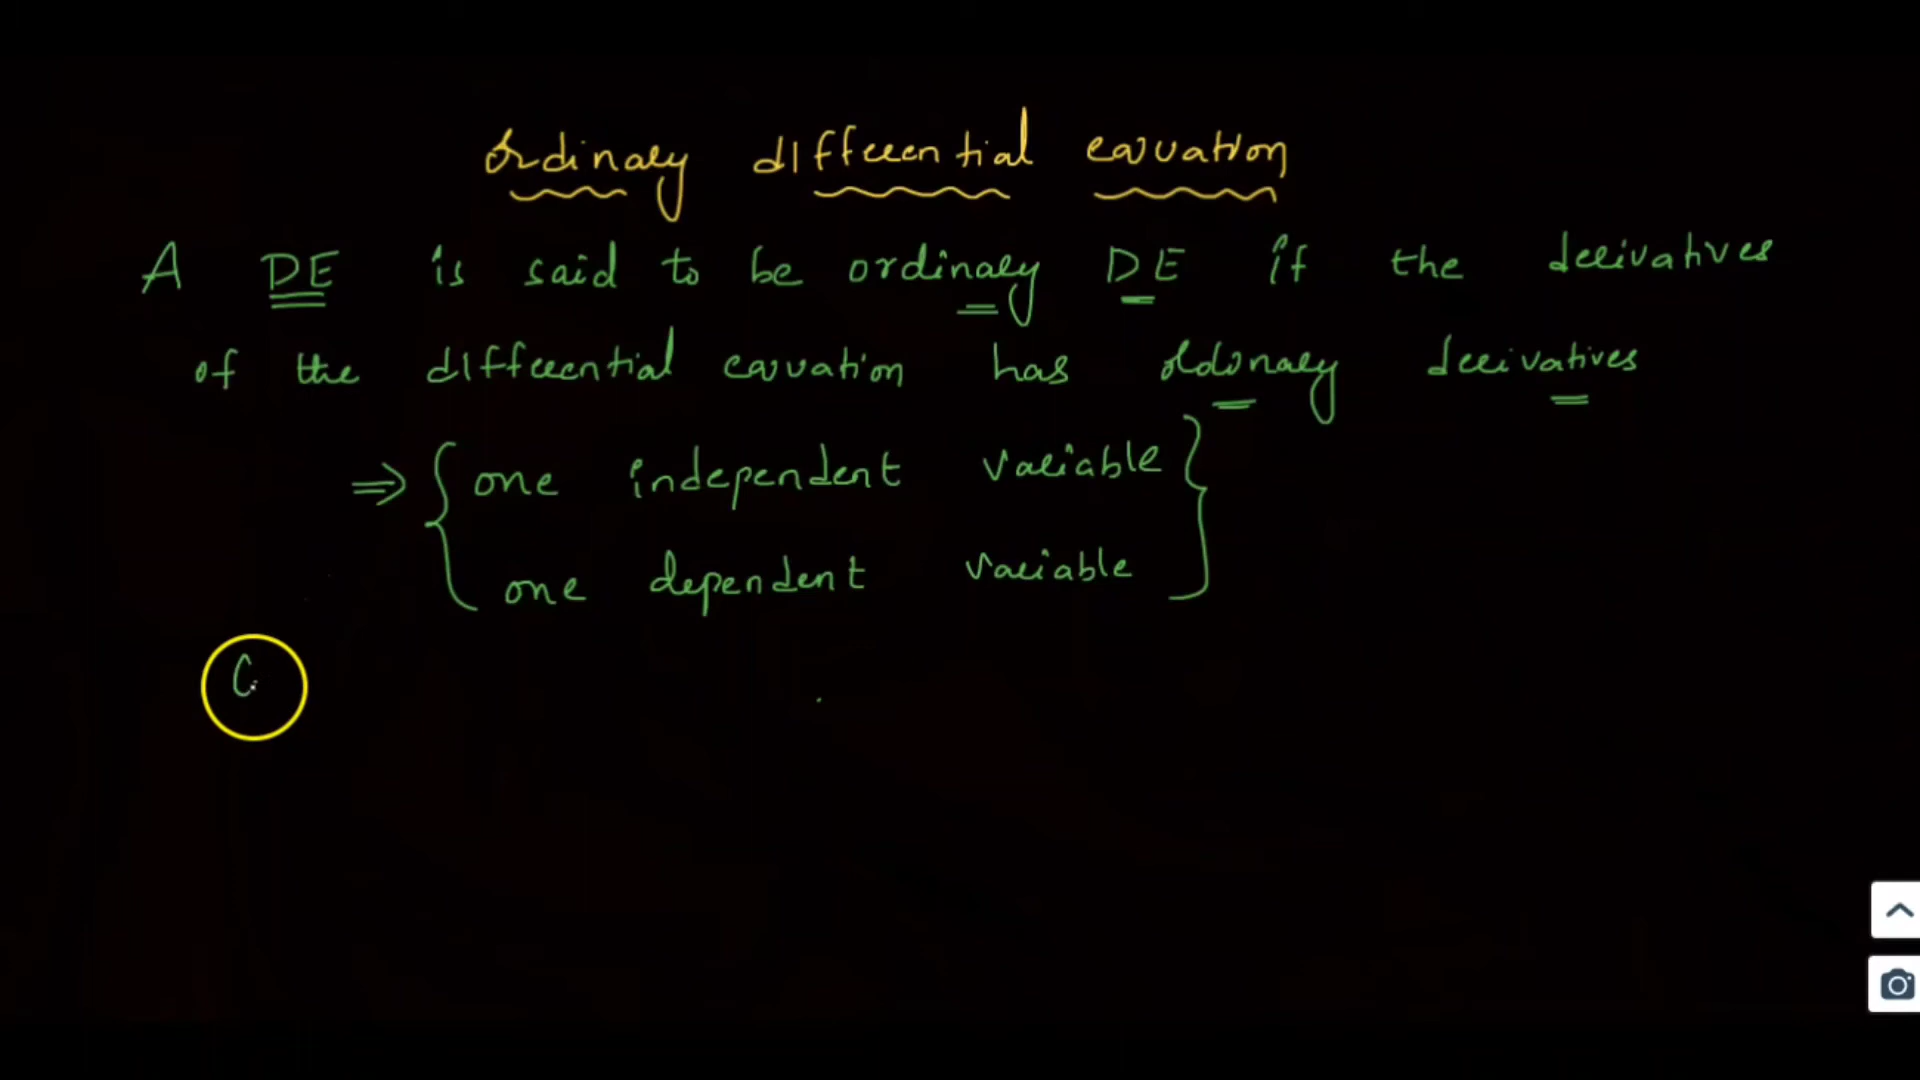 ordinary differential equation
A DE is said to be ordinary DE if the derivatives
of the differential equation has ordonary derivatives
⇒ { one independent variable }
one dependent variable
C